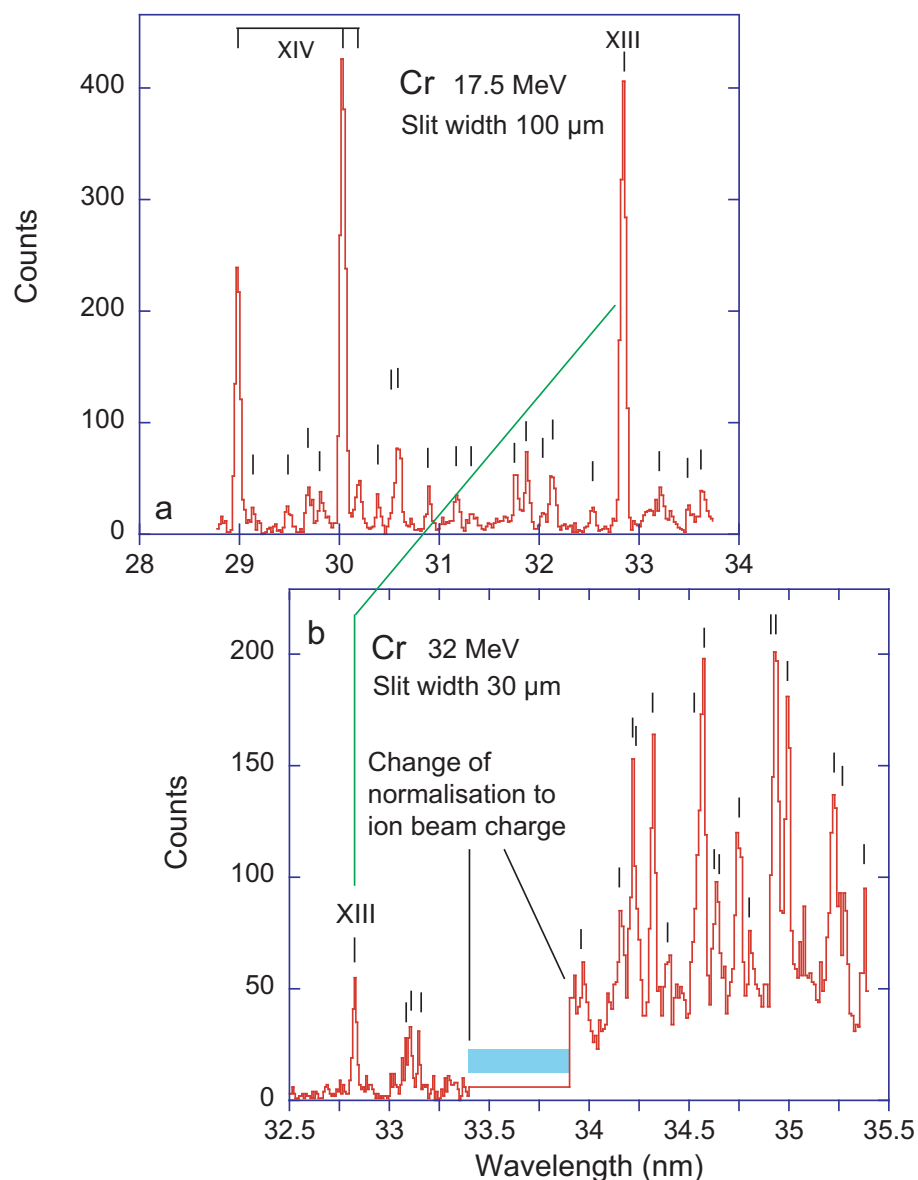 XIV
XIII
Cr 17.5 MeV
Slit width 100 µm
Counts
400
300
200
100
0
a
28
29
30
31
32
33
34
b
Cr 32 MeV
Slit width 30 µm
Change of
normalisation to
ion beam charge
XIII
Counts
200
150
100
50
0
32.5
33
33.5
34
34.5
35
35.5
Wavelength (nm)